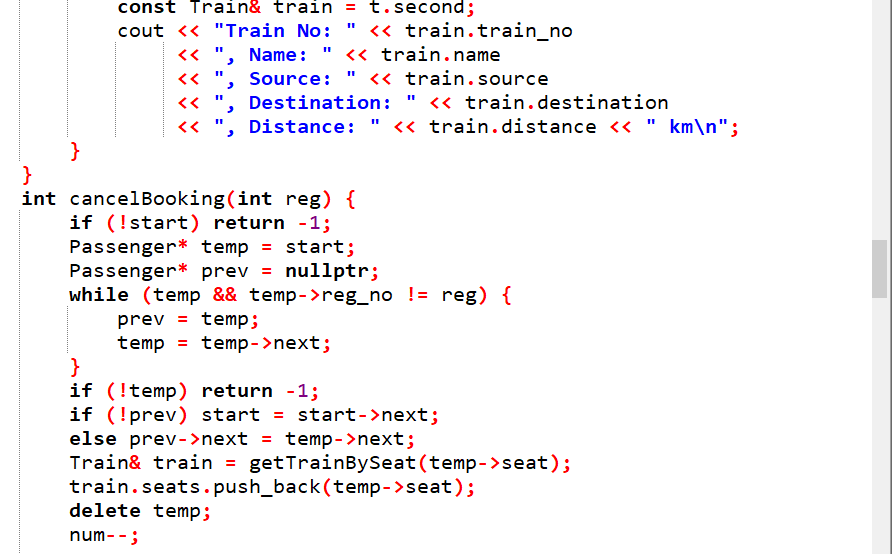 const Train& train = t.second;
cout << "Train No: " << train.train_no
<< ", Name: " << train.name
<< ", Source: " << train.source
<< ", Destination: " << train.destination
<< ", Distance: " << train.distance << " km\n";
}
}
int cancelBooking(int reg) {
if (!start) return -1;
Passenger* temp = start;
Passenger* prev = nullptr;
while (temp && temp->reg_no != reg) {
prev = temp;
temp = temp->next;
}
if (!temp) return -1;
if (!prev) start = start->next;
else prev->next = temp->next;
Train& train = getTrainBySeat(temp->seat);
train.seats.push_back(temp->seat);
delete temp;
num--;